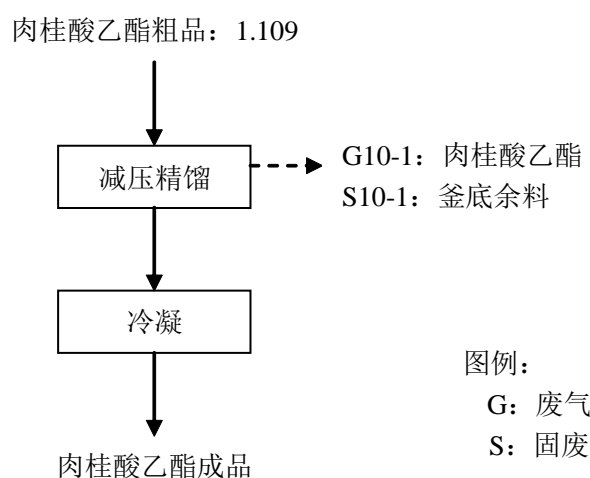 肉桂酸乙酯粗品：1.109
减压精馏
G10-1：肉桂酸乙酯
S10-1：釜底余料
冷凝
图例：
G：废气
S：固废
肉桂酸乙酯成品